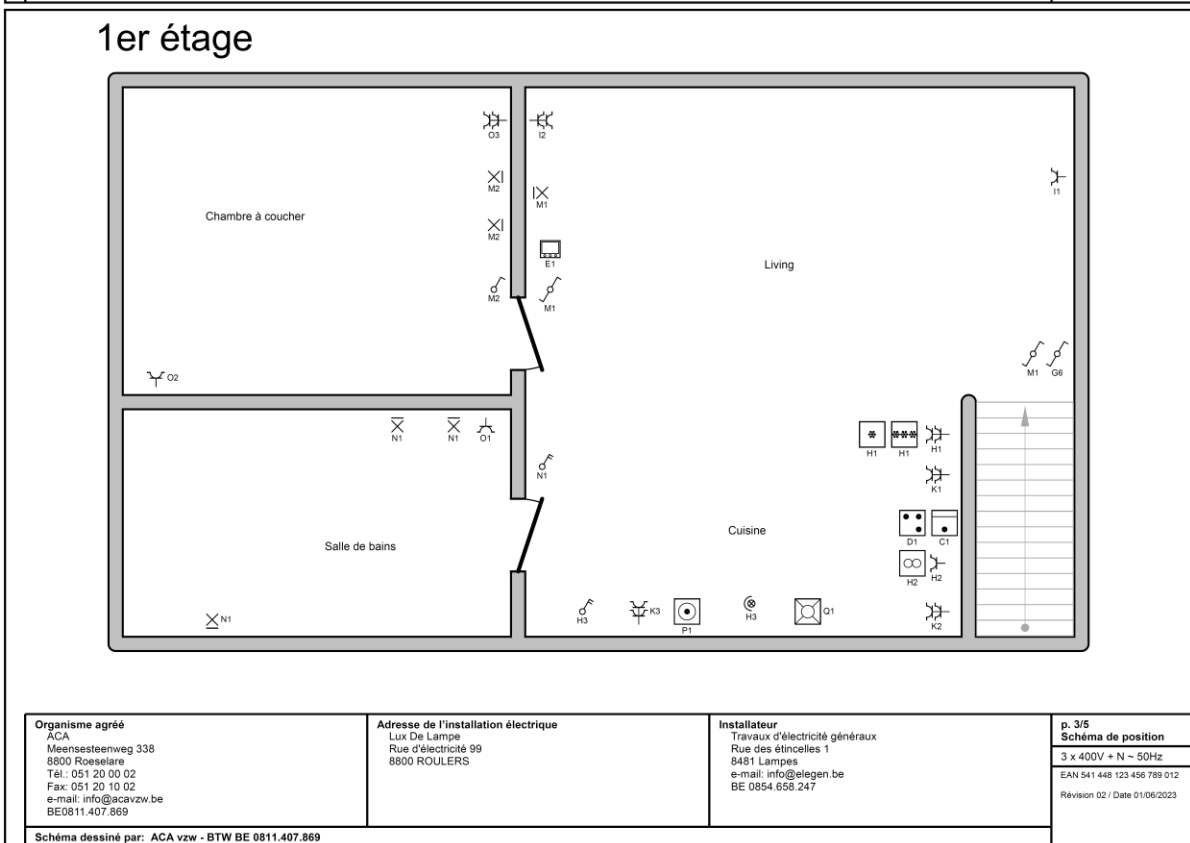 1er étage
O3
I2
M2
M1
I1
Chambre à coucher
M2
E1
Living
M2
M1
M1
G6
O2
N1
N1
O1
H1
H1
H1
N1
K1
Salle de bains
Cuisine
D1
C1
H2
H2
N1
H3
K3
P1
H3
Q1
K2
Organisme agréé
ACA
Meensesteenweg 338
8800 Roeselare
Tél.: 051 20 00 02
Fax: 051 20 10 02
e-mail: info@acavzw.be
BE0811.407.869
Adresse de l'installation électrique
Lux De Lampe
Rue d'électricité 99
8800 ROULERS
Installateur
Travaux d'électricité généraux
Rue des étincelles 1
8481 Lampes
e-mail: info@elegen.be
BE 0854.658.247
p. 3/5
Schéma de position
3 x 400V + N ~ 50Hz
EAN 541 448 123 456 789 012
Révision 02 / Date 01/06/2023
Schéma dessiné par: ACA vzw - BTW BE 0811.407.869